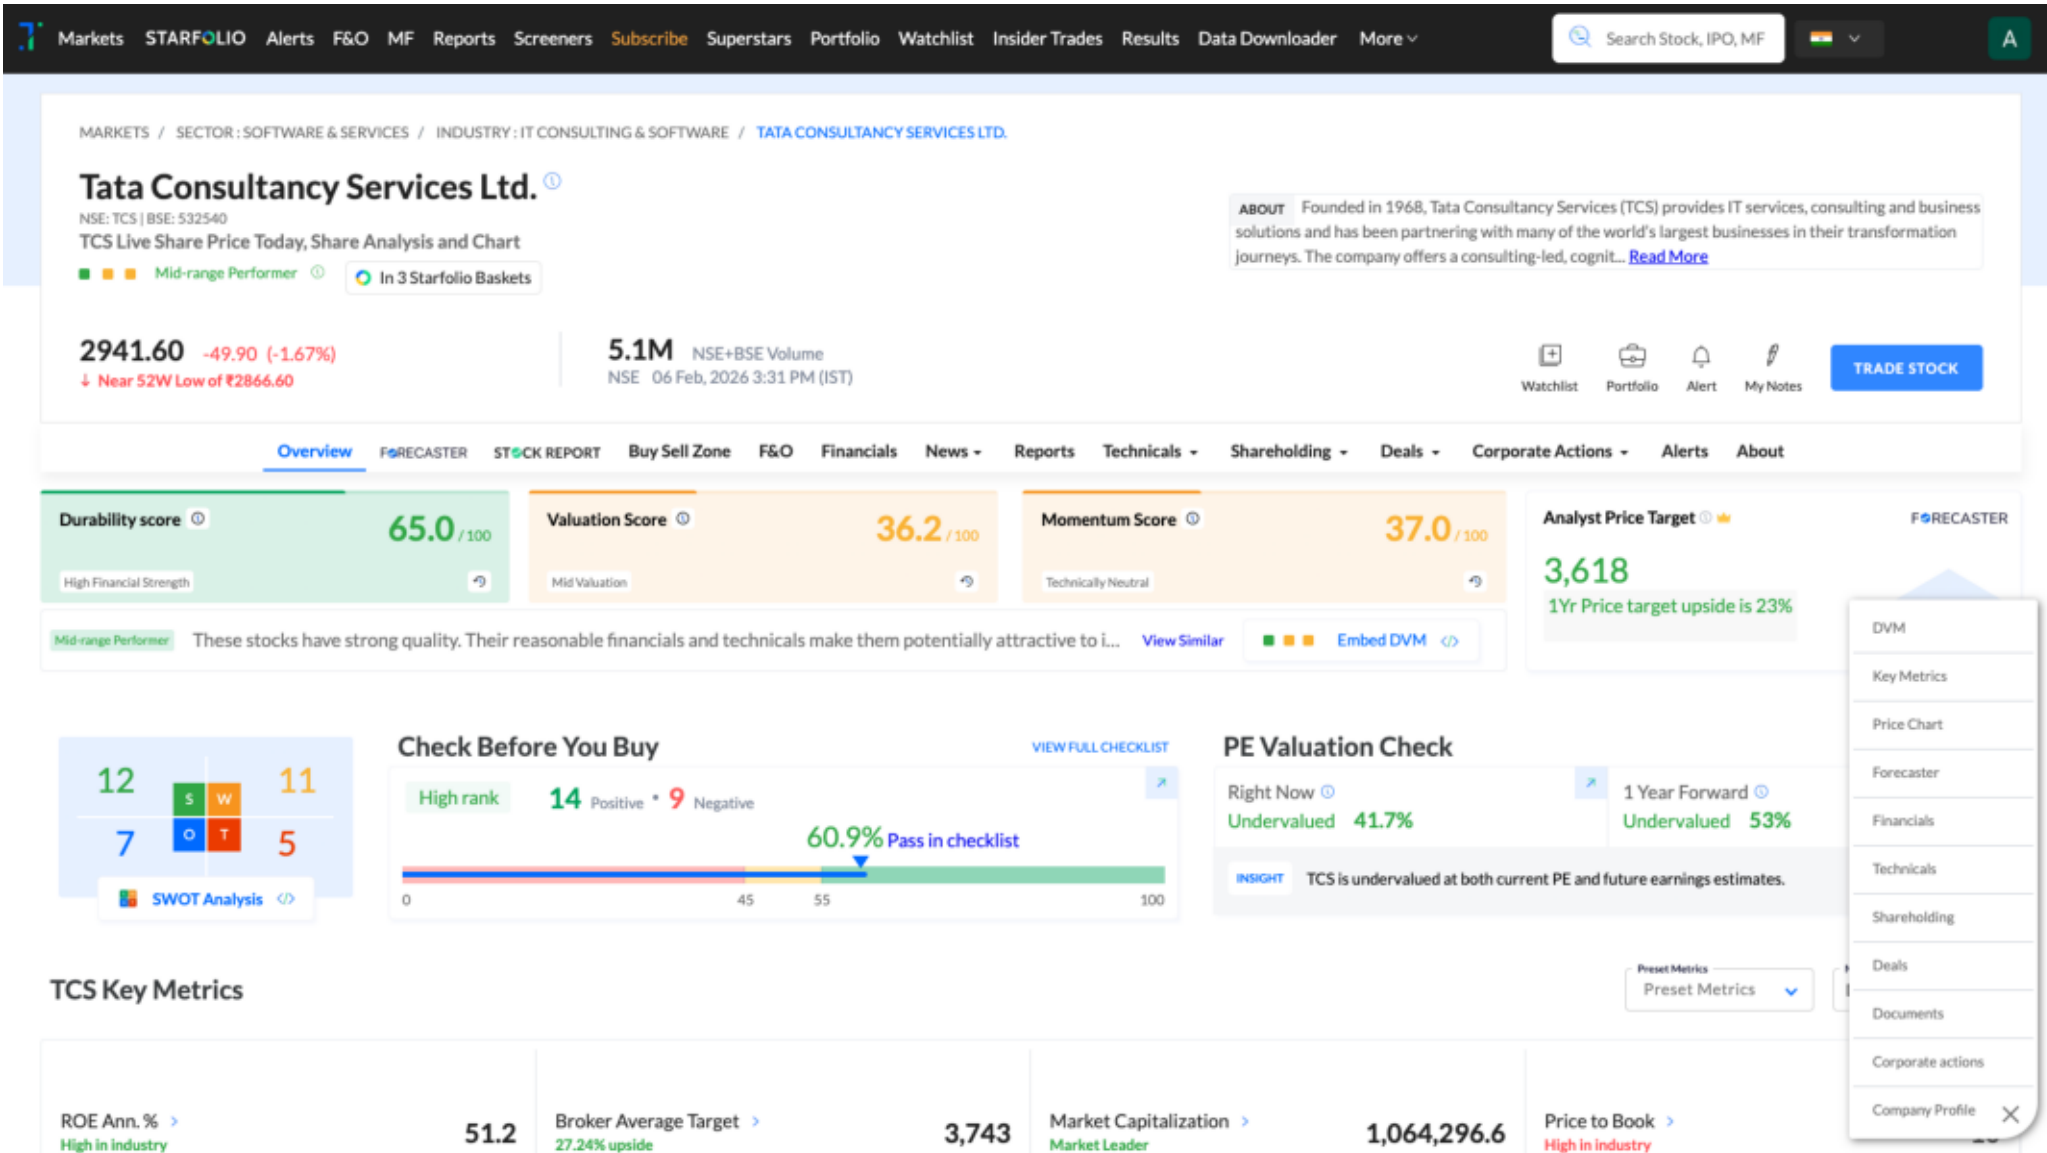 Markets STARFOLIO Alerts F&O MF Reports Screeners Subscribe Superstars Portfolio Watchlist Insider Trades Results Data Downloader More Search Stock, IPO, MF A
MARKETS / SECTOR : SOFTWARE & SERVICES / INDUSTRY : IT CONSULTING & SOFTWARE / TATA CONSULTANCY SERVICES LTD.
Tata Consultancy Services Ltd.
NSE: TCS | BSE: 532540
TCS Live Share Price Today, Share Analysis and Chart
Mid-range Performer In 3 Starfolio Baskets
ABOUT Founded in 1968, Tata Consultancy Services (TCS) provides IT services, consulting and business
solutions and has been partnering with many of the world's largest businesses in their transformation
journeys. The company offers a consulting-led, cognit... Read More
2941.60 -49.90 (-1.67%)
↓ Near 52W Low of ₹2866.60
5.1M NSE+BSE Volume
NSE 06 Feb, 2026 3:31 PM (IST)
Watchlist Portfolio Alert My Notes TRADE STOCK
Overview FORECASTER STOCK REPORT Buy Sell Zone F&O Financials News Reports Technicals Shareholding Deals Corporate Actions Alerts About
Durability score 65.0 / 100
High Financial Strength
Valuation Score 36.2 / 100
Mid Valuation
Momentum Score 37.0 / 100
Technically Neutral
Analyst Price Target FORECASTER
3,618
1Yr Price target upside is 23%
Mid-range Performer These stocks have strong quality. Their reasonable financials and technicals make them potentially attractive to i... View Similar Embed DVM </>
12 11
S W
O T
7 5
SWOT Analysis </>
Check Before You Buy VIEW FULL CHECKLIST
High rank 14 Positive • 9 Negative
60.9% Pass in checklist
0 45 55 100
PE Valuation Check
Right Now
Undervalued 41.7%
1 Year Forward
Undervalued 53%
INSIGHT TCS is undervalued at both current PE and future earnings estimates.
TCS Key Metrics
Preset Metrics
Preset Metrics
ROE Ann. % > 51.2
High in industry
Broker Average Target > 3,743
27.24% upside
Market Capitalization > 1,064,296.6
Market Leader
Price to Book >
High in industry
DVM
Key Metrics
Price Chart
Forecaster
Financials
Technicals
Shareholding
Deals
Documents
Corporate actions
Company Profile